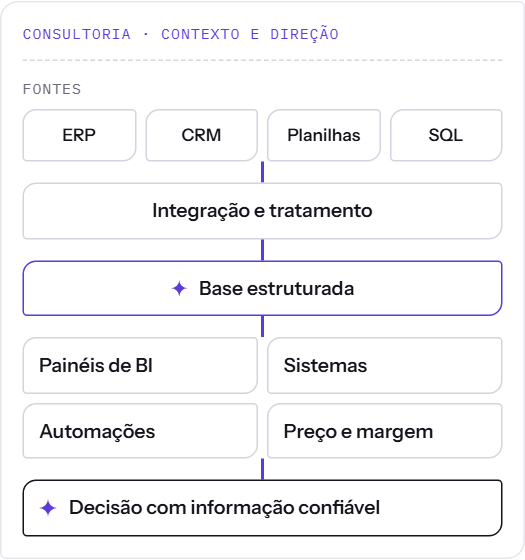 CONSULTORIA · CONTEXTO E DIREÇÃO
FONTES
ERP CRM Planilhas SQL
Integração e tratamento
Base estruturada
Painéis de BI Sistemas
Automações Preço e margem
Decisão com informação confiável